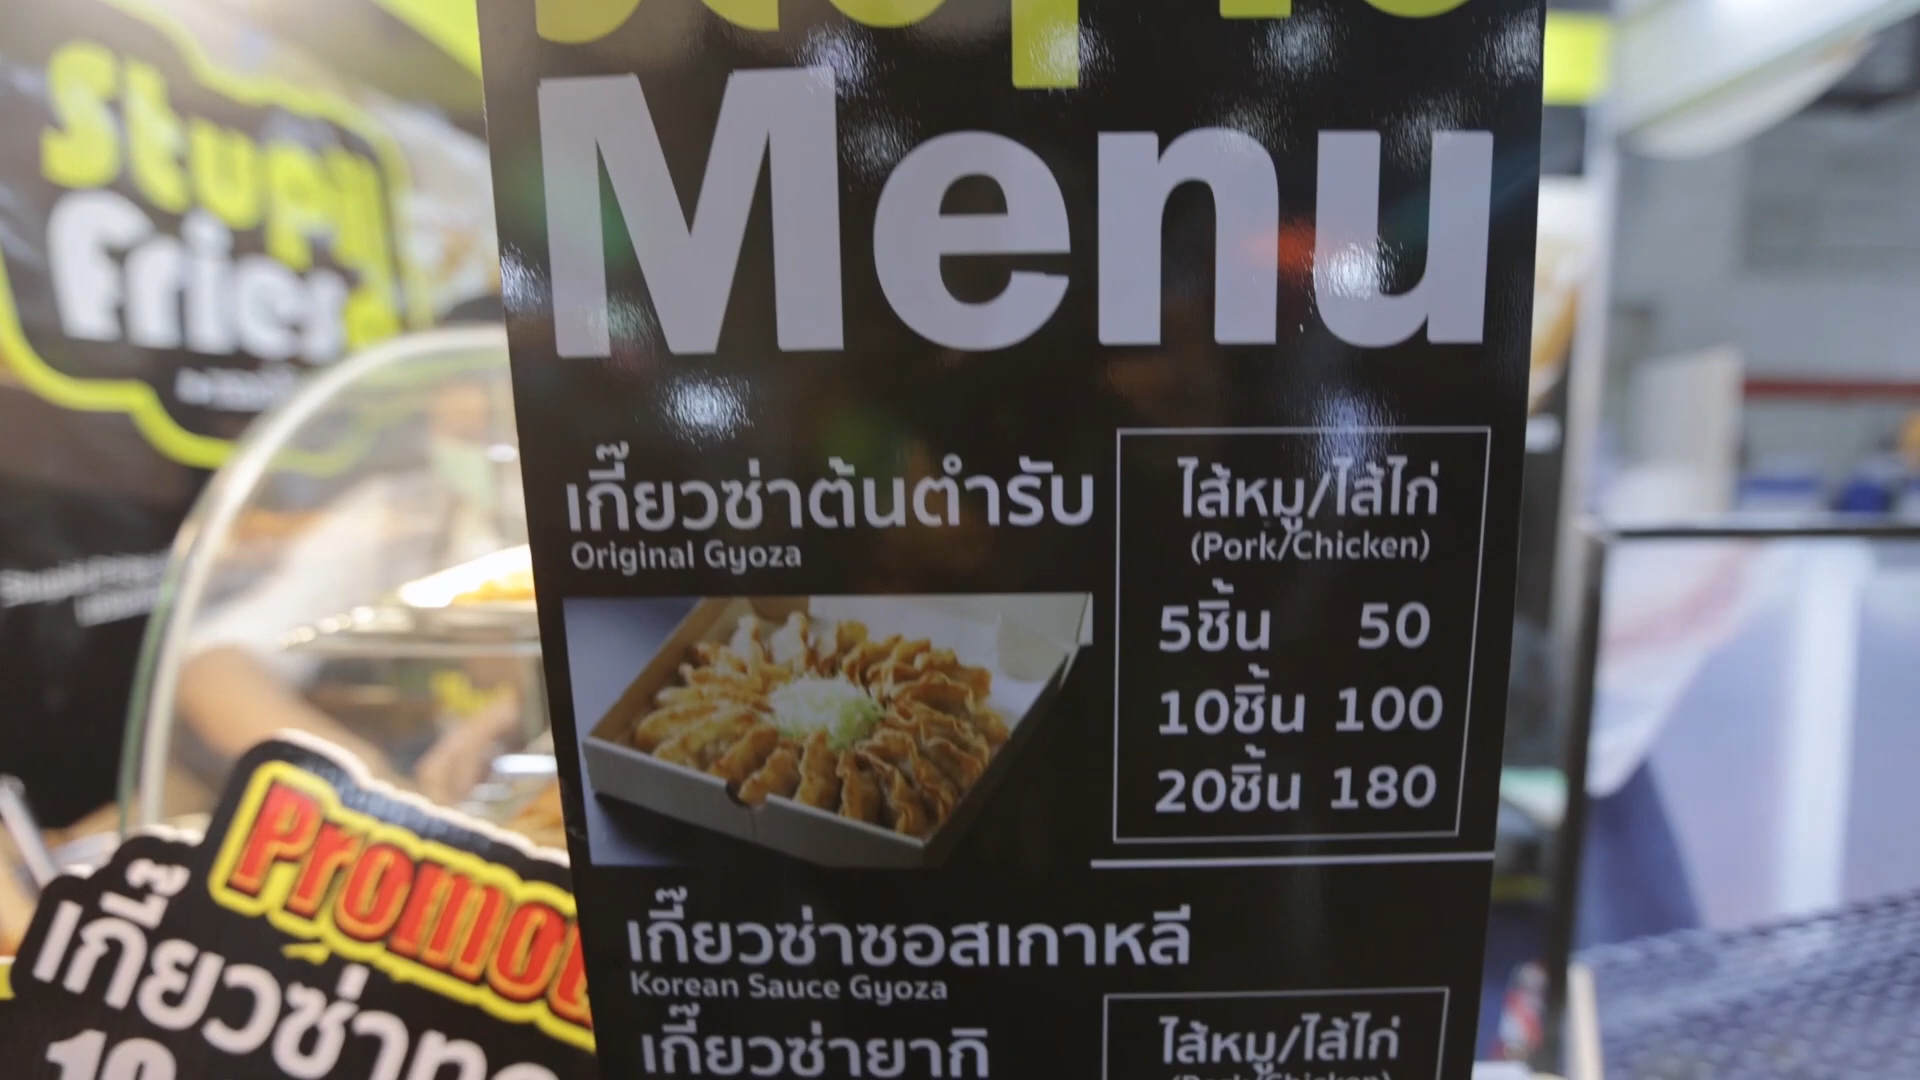 Stupid
fries
Menu
เกี๊ยวซ่าต้นตำรับ
Original Gyoza
ไส้หมู/ไส้ไก่
(Pork/Chicken)
5ชิ้น 50
10ชิ้น 100
20ชิ้น 180
เกี๊ยวซ่าซอสเกาหลี
Korean Sauce Gyoza
เกี๊ยวซ่ายากิ
ไส้หมู/ไส้ไก่
(Pork/Chicken)
เกี๊ยวซ่า